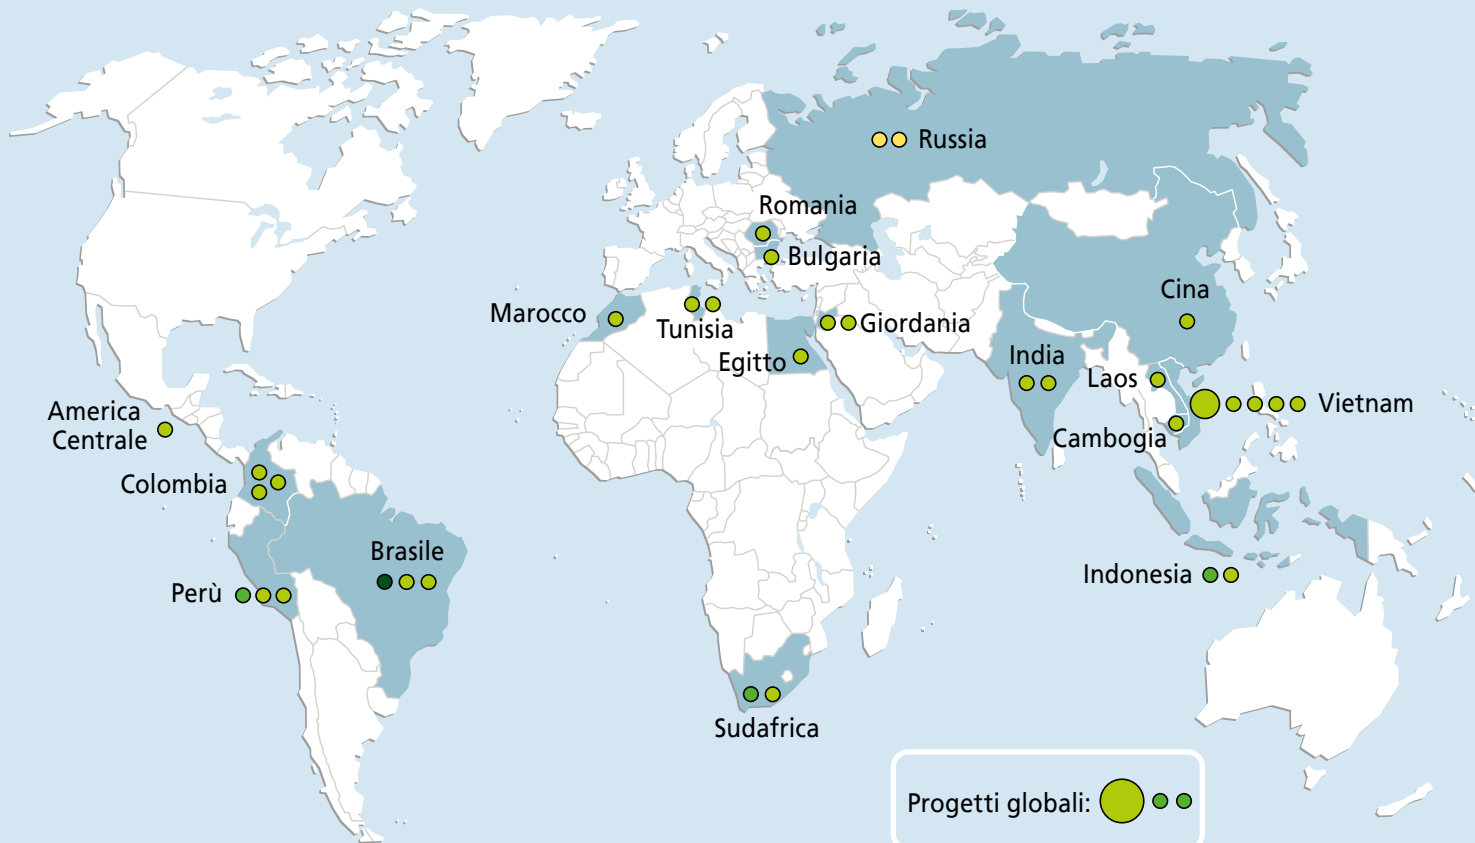 Russia
Romania
Bulgaria
Cina
Marocco
Tunisia
Giordania
Egitto
India
Laos
Vietnam
America
Centrale
Cambogia
Colombia
Brasile
Perù
Indonesia
Sudafrica
Progetti globali: